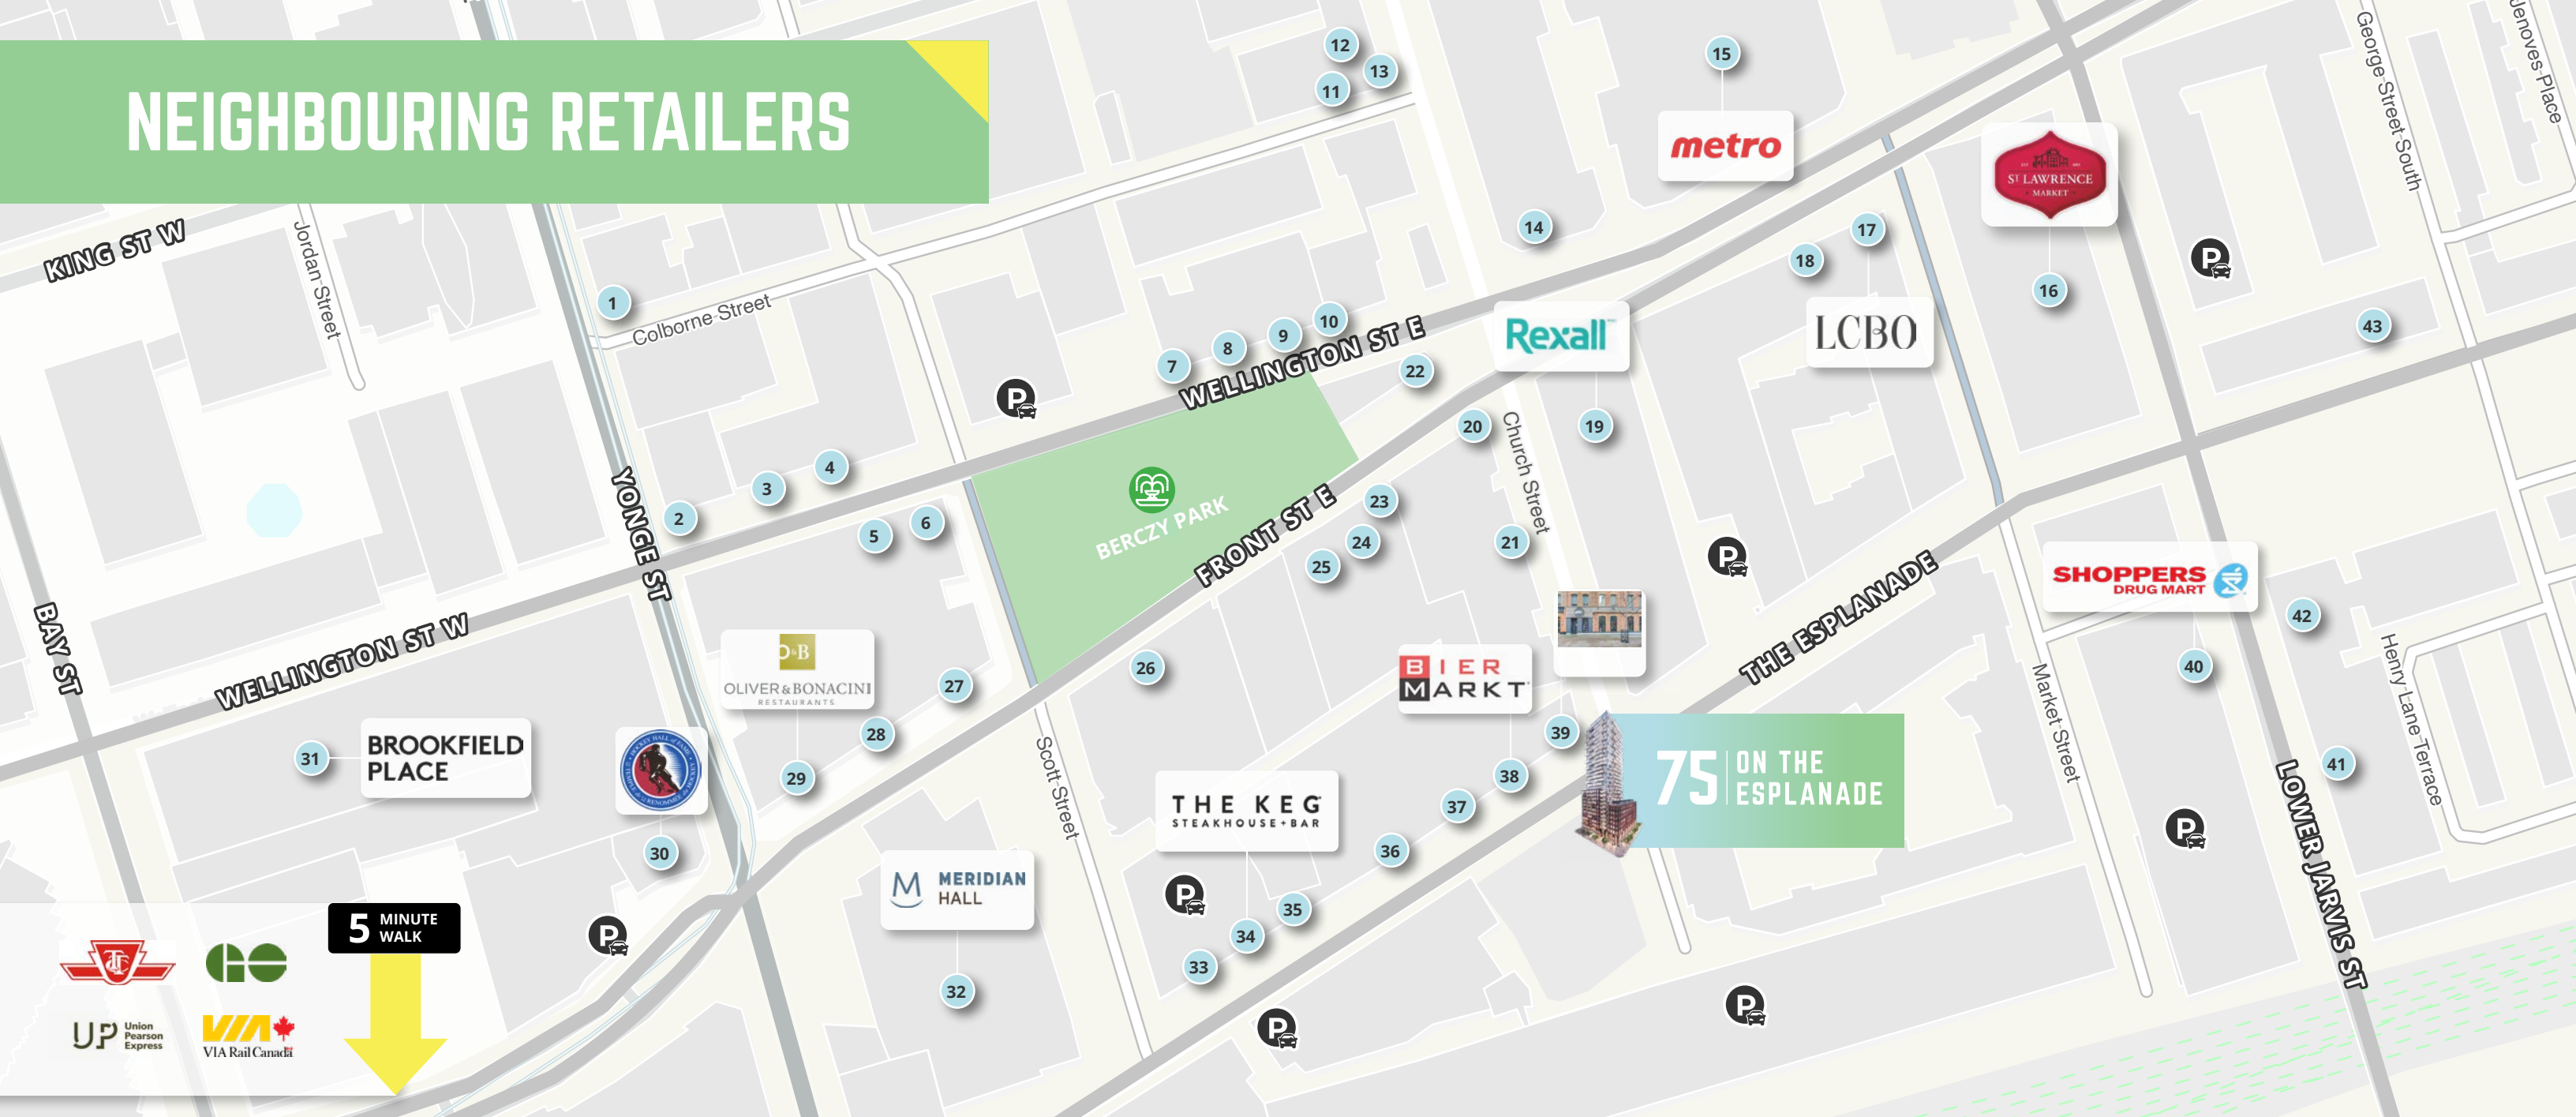 NEIGHBOURING RETAILERS
12
13
11
15
metro
George Street South
Jenoves Place
ST LAWRENCE
MARKET
KING ST W
Jordan Street
1
Colborne Street
14
17
18
16
P
43
7
8
9
10
WELLINGTON ST E
22
Rexall
LCBO
P
4
3
2
5
6
YONGE ST
BERCZY PARK
FRONT ST E
20
19
Church Street
23
24
25
21
P
THE ESPLANADE
SHOPPERS
DRUG MART
42
40
BAY ST
WELLINGTON ST W
O&B
OLIVER & BONACINI
RESTAURANTS
27
28
29
26
BIER
MARKT
39
38
37
36
75 ON THE
ESPLANADE
Market Street
Henry Lane Terrace
41
P
LOWER JARVIS ST
31
BROOKFIELD
PLACE
30
Scott Street
THE KEG
STEAKHOUSE + BAR
MERIDIAN
HALL
32
P
35
34
33
P
P
P
5 MINUTE
WALK
TTC
GO
UP Union
Pearson
Express
VIA
VIA Rail Canada